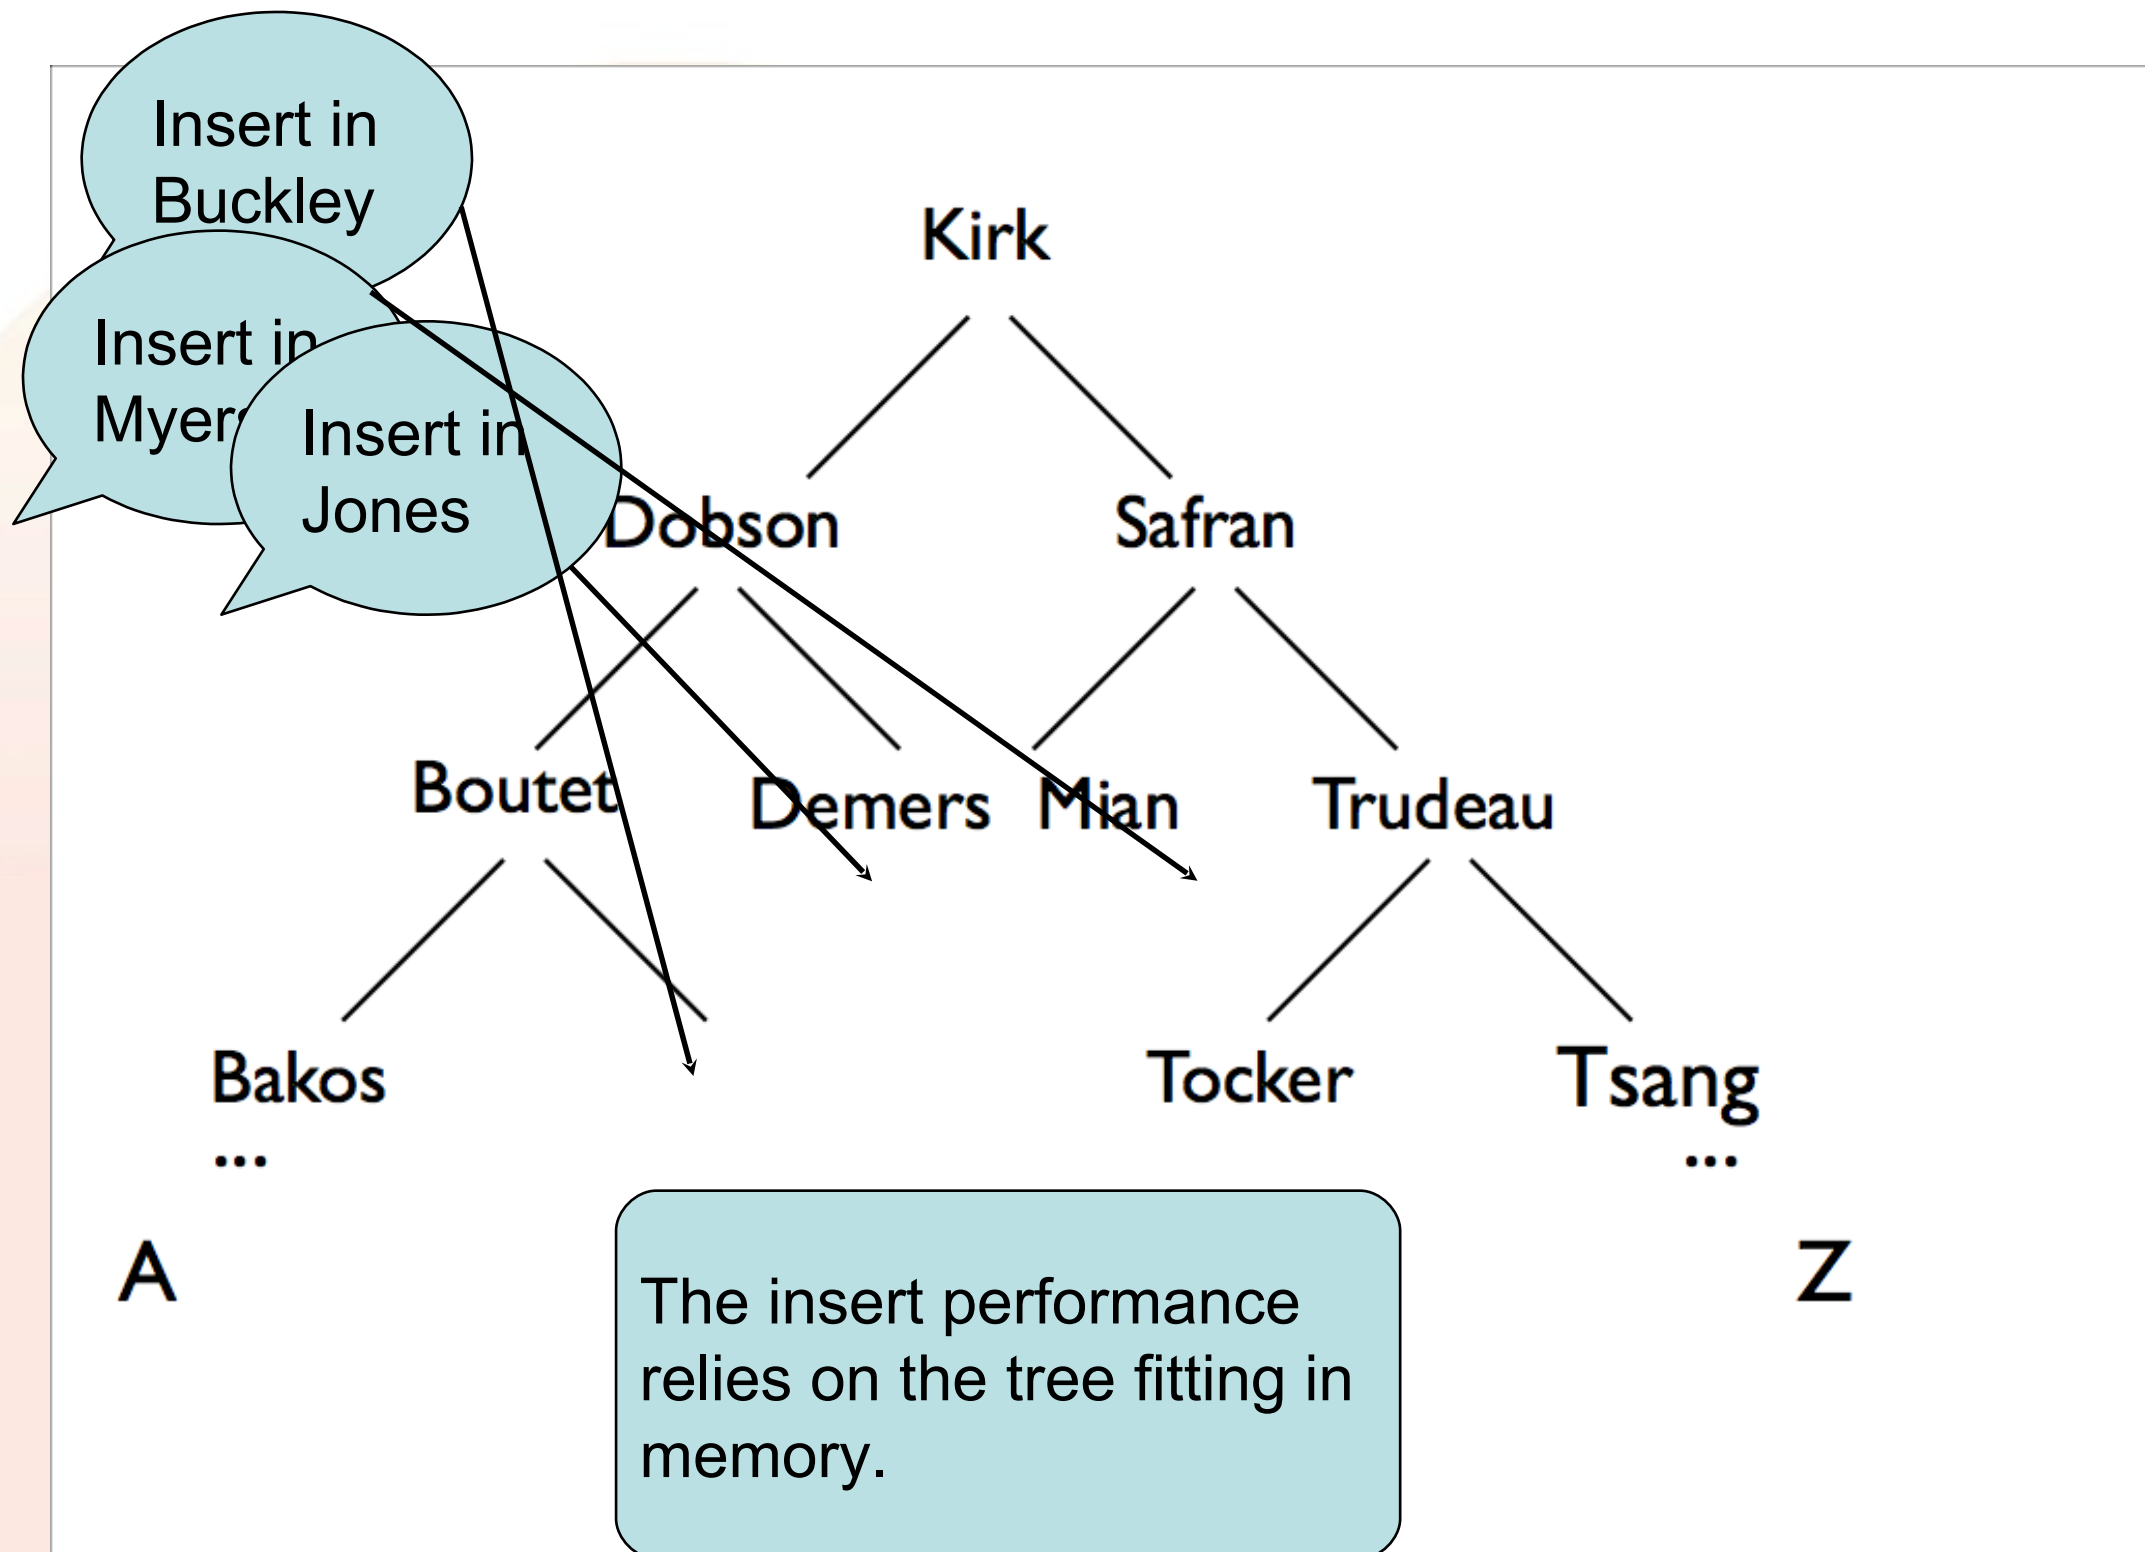 Insert in
Buckley
Insert in
Insert in
Jones
Kirk
Dobson
Safran
Boutet
Demers
Mian
Trudeau
Bakos
Tocker
Tsang
...
...
A
Z
The insert performance
relies on the tree fitting in
memory.